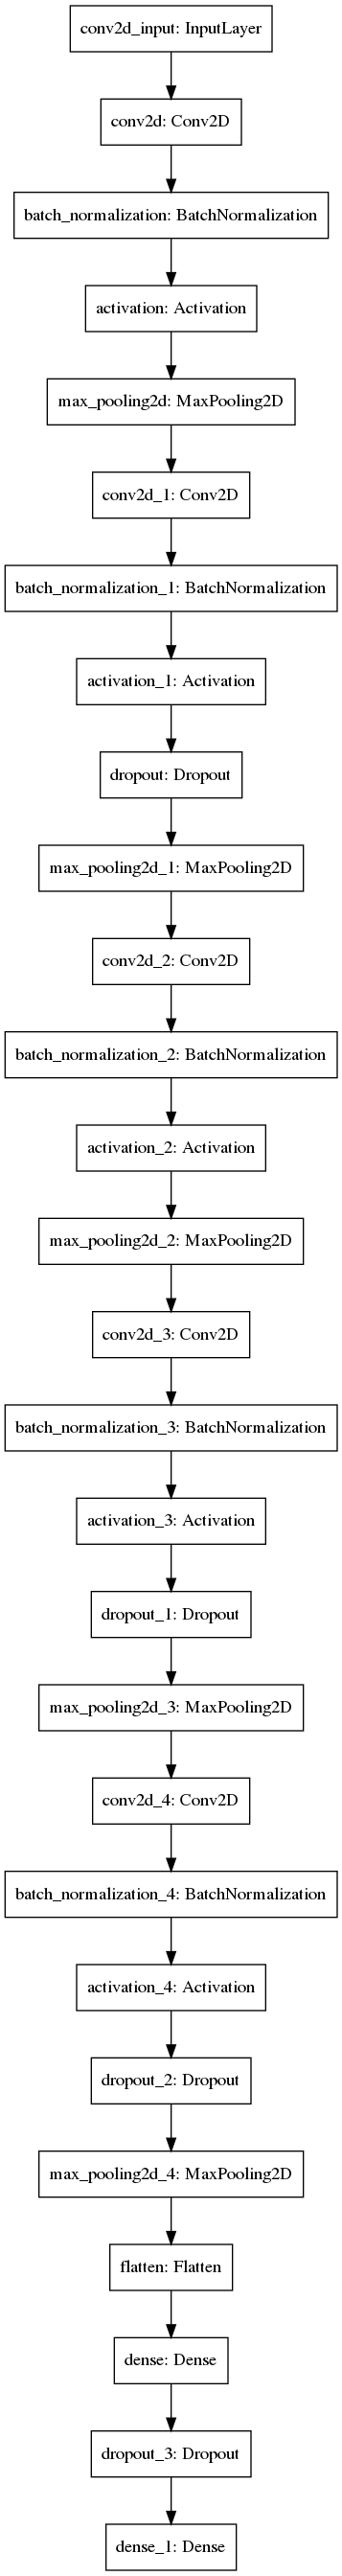 conv2d_input: InputLayer
conv2d: Conv2D
batch_normalization: BatchNormalization
activation: Activation
max_pooling2d: MaxPooling2D
conv2d_1: Conv2D
batch_normalization_1: BatchNormalization
activation_1: Activation
dropout: Dropout
max_pooling2d_1: MaxPooling2D
conv2d_2: Conv2D
batch_normalization_2: BatchNormalization
activation_2: Activation
max_pooling2d_2: MaxPooling2D
conv2d_3: Conv2D
batch_normalization_3: BatchNormalization
activation_3: Activation
dropout_1: Dropout
max_pooling2d_3: MaxPooling2D
conv2d_4: Conv2D
batch_normalization_4: BatchNormalization
activation_4: Activation
dropout_2: Dropout
max_pooling2d_4: MaxPooling2D
flatten: Flatten
dense: Dense
dropout_3: Dropout
dense_1: Dense